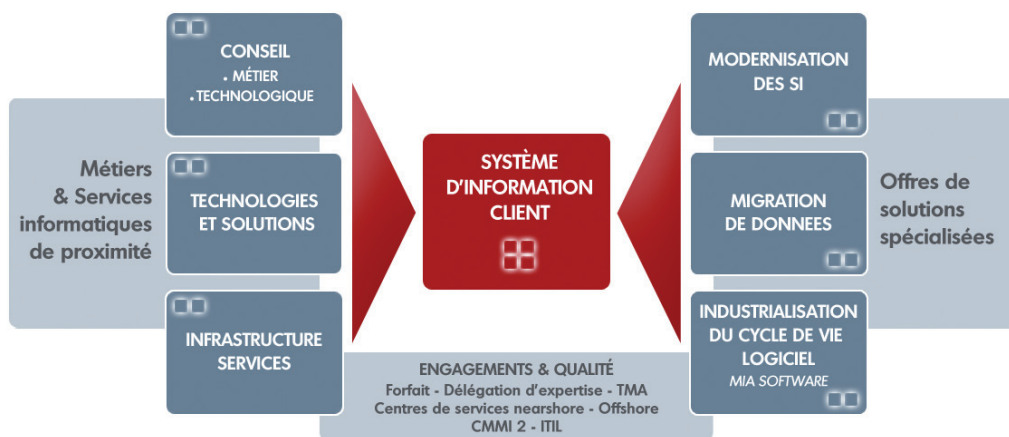 Métiers
& Services
informatiques
de proximité
CONSEIL
. MÉTIER
. TECHNOLOGIQUE
TECHNOLOGIES
ET SOLUTIONS
INFRASTRUCTURE
SERVICES
SYSTÈME
D'INFORMATION
CLIENT
MODERNISATION
DES SI
MIGRATION
DE DONNEES
INDUSTRIALISATION
DU CYCLE DE VIE
LOGICIEL
MIA SOFTWARE
Offres de
solutions
spécialisées
ENGAGEMENTS & QUALITÉ
Forfait - Délégation d'expertise - TMA
Centres de services nearshore - Offshore
CMMI 2 - ITIL